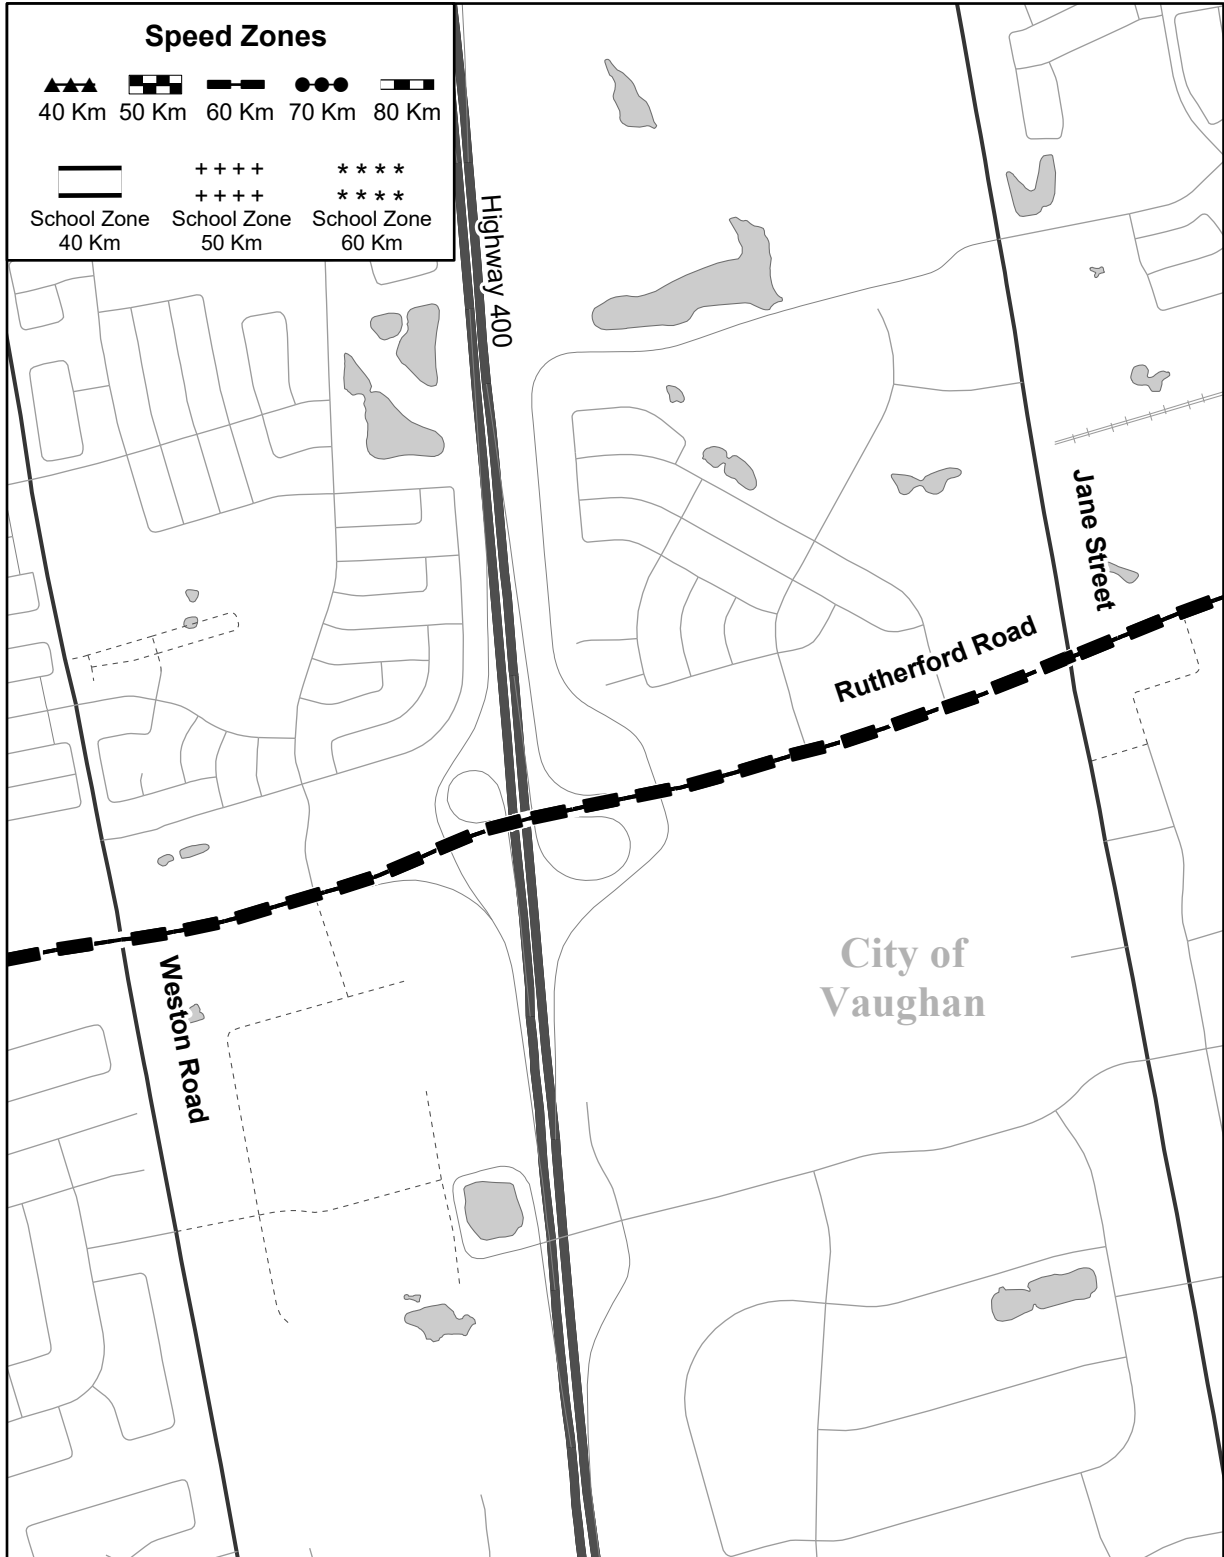 Speed Zones
40 Km 50 Km 60 Km 70 Km 80 Km
School Zone School Zone School Zone
40 Km 50 Km 60 Km
Highway 400
Jane Street
Rutherford Road
City of
Vaughan
Weston Road